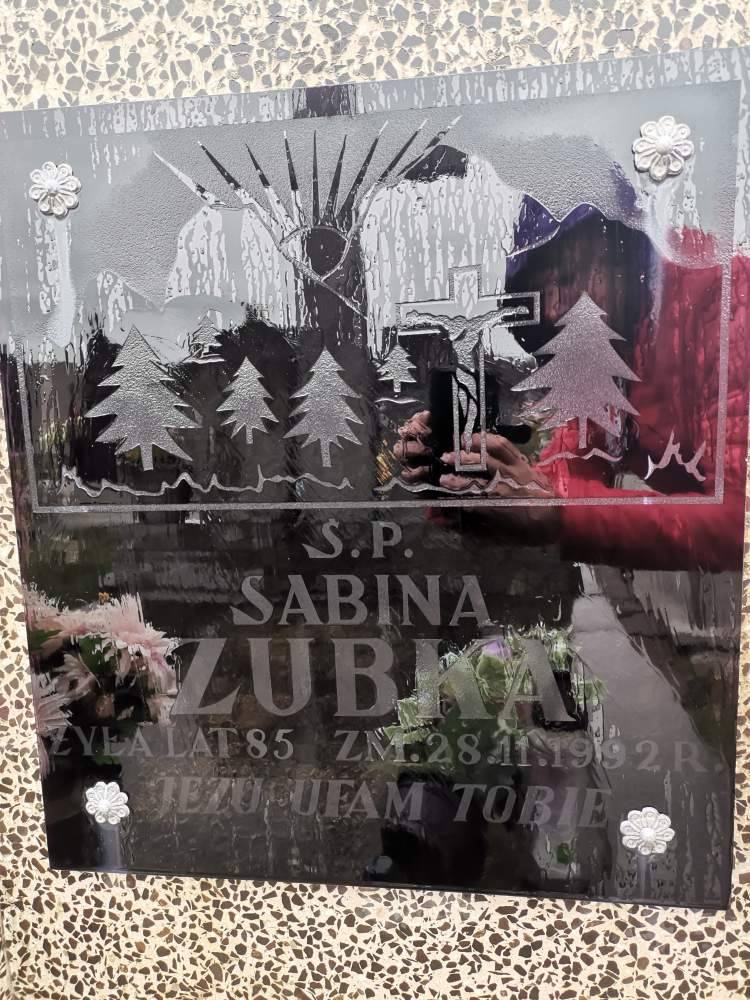 Ś.P.
SABINA
ZUBKA
ŻYŁA LAT 85 ZM. 28.11.1992 R.
JEZU UFAM TOBIE